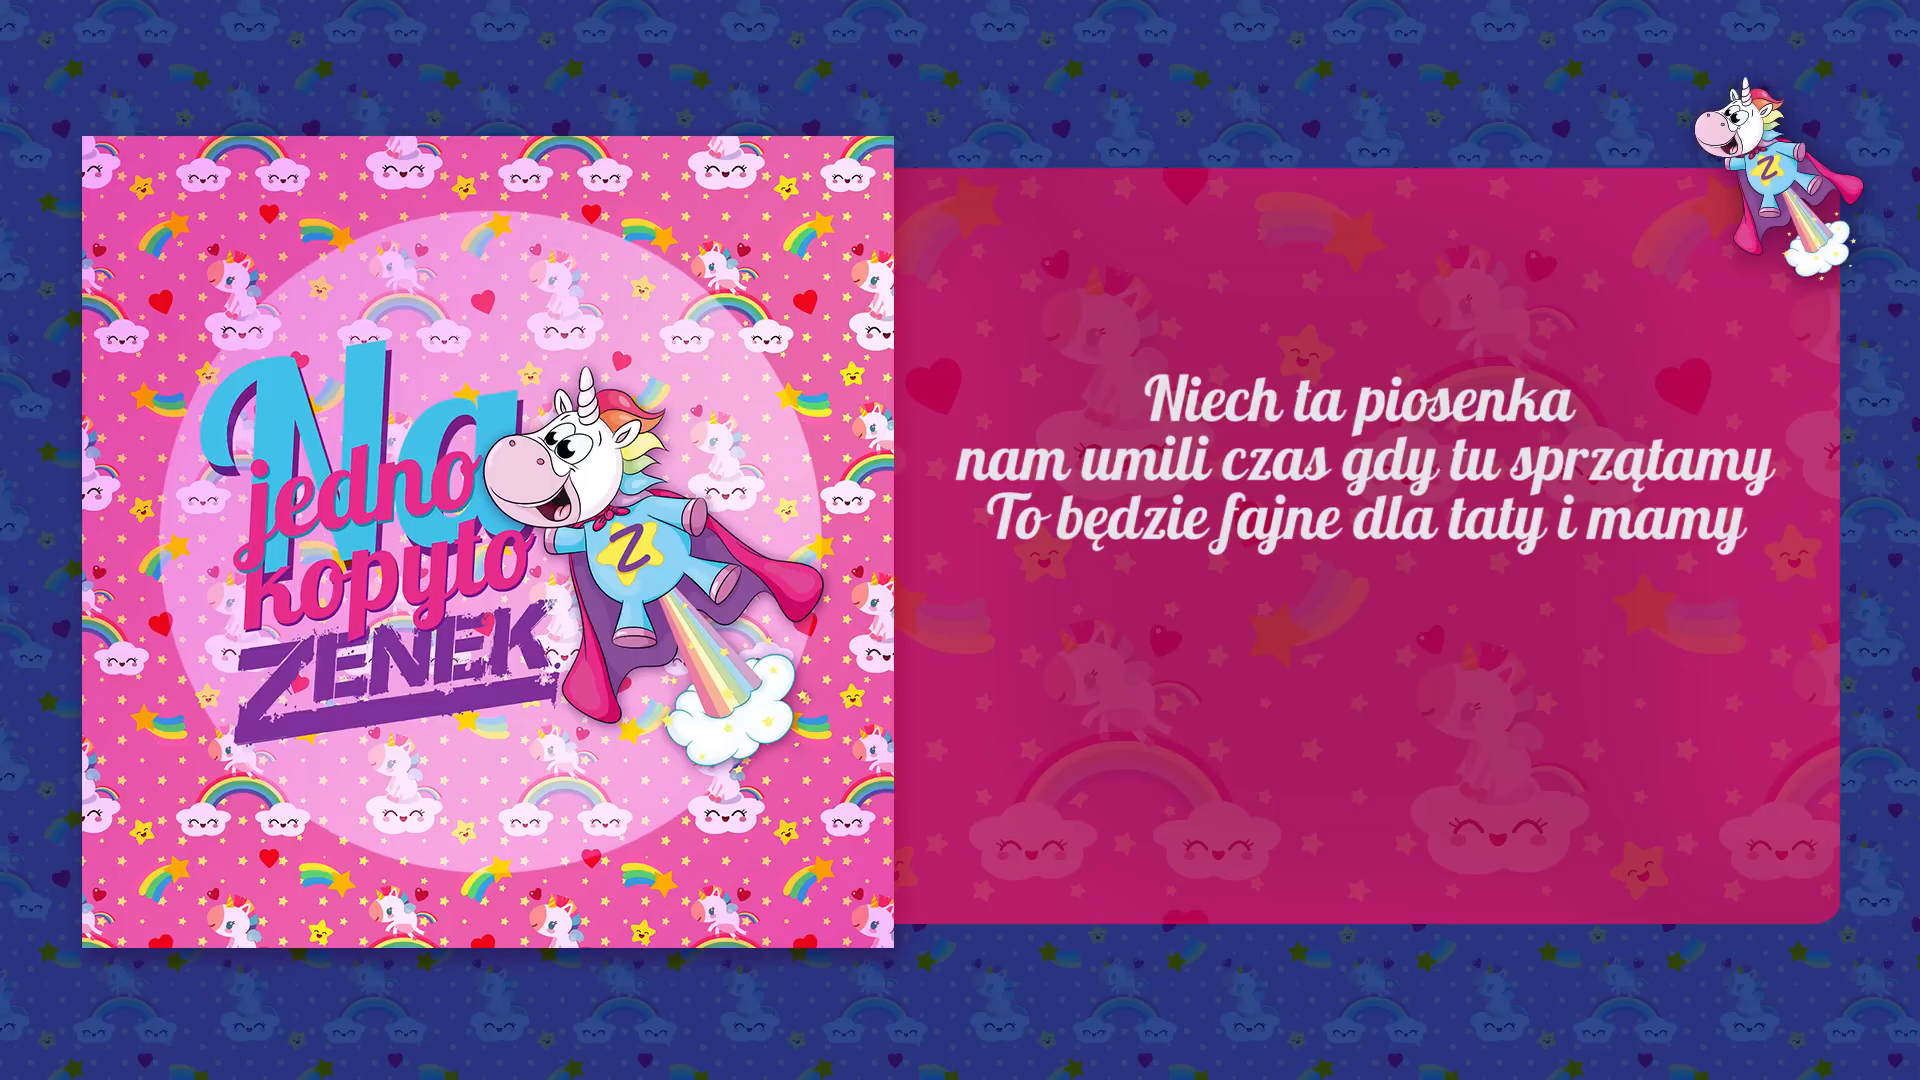 Na
jedno
kopyto
ZENEK
Z
Niech ta piosenka
nam umili czas gdy tu sprzątamy
To będzie fajne dla taty i mamy
Z